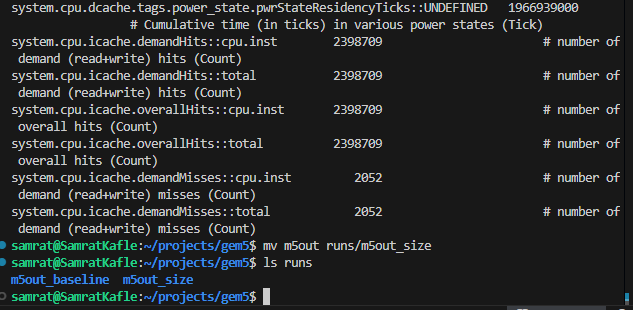 system.cpu.dcache.tags.power_state.pwrStateResidencyTicks::UNDEFINED   1966939000
# Cumulative time (in ticks) in various power states (Tick)
system.cpu.icache.demandHits::cpu.inst       2398709                       # number of
demand (read+write) hits (Count)
system.cpu.icache.demandHits::total          2398709                       # number of
demand (read+write) hits (Count)
system.cpu.icache.overallHits::cpu.inst      2398709                       # number of
overall hits (Count)
system.cpu.icache.overallHits::total         2398709                       # number of
overall hits (Count)
system.cpu.icache.demandMisses::cpu.inst        2052                       # number of
demand (read+write) misses (Count)
system.cpu.icache.demandMisses::total           2052                       # number of
demand (read+write) misses (Count)
samrat@SamratKafle:~/projects/gem5$ mv m5out runs/m5out_size
samrat@SamratKafle:~/projects/gem5$ ls runs
m5out_baseline  m5out_size
samrat@SamratKafle:~/projects/gem5$